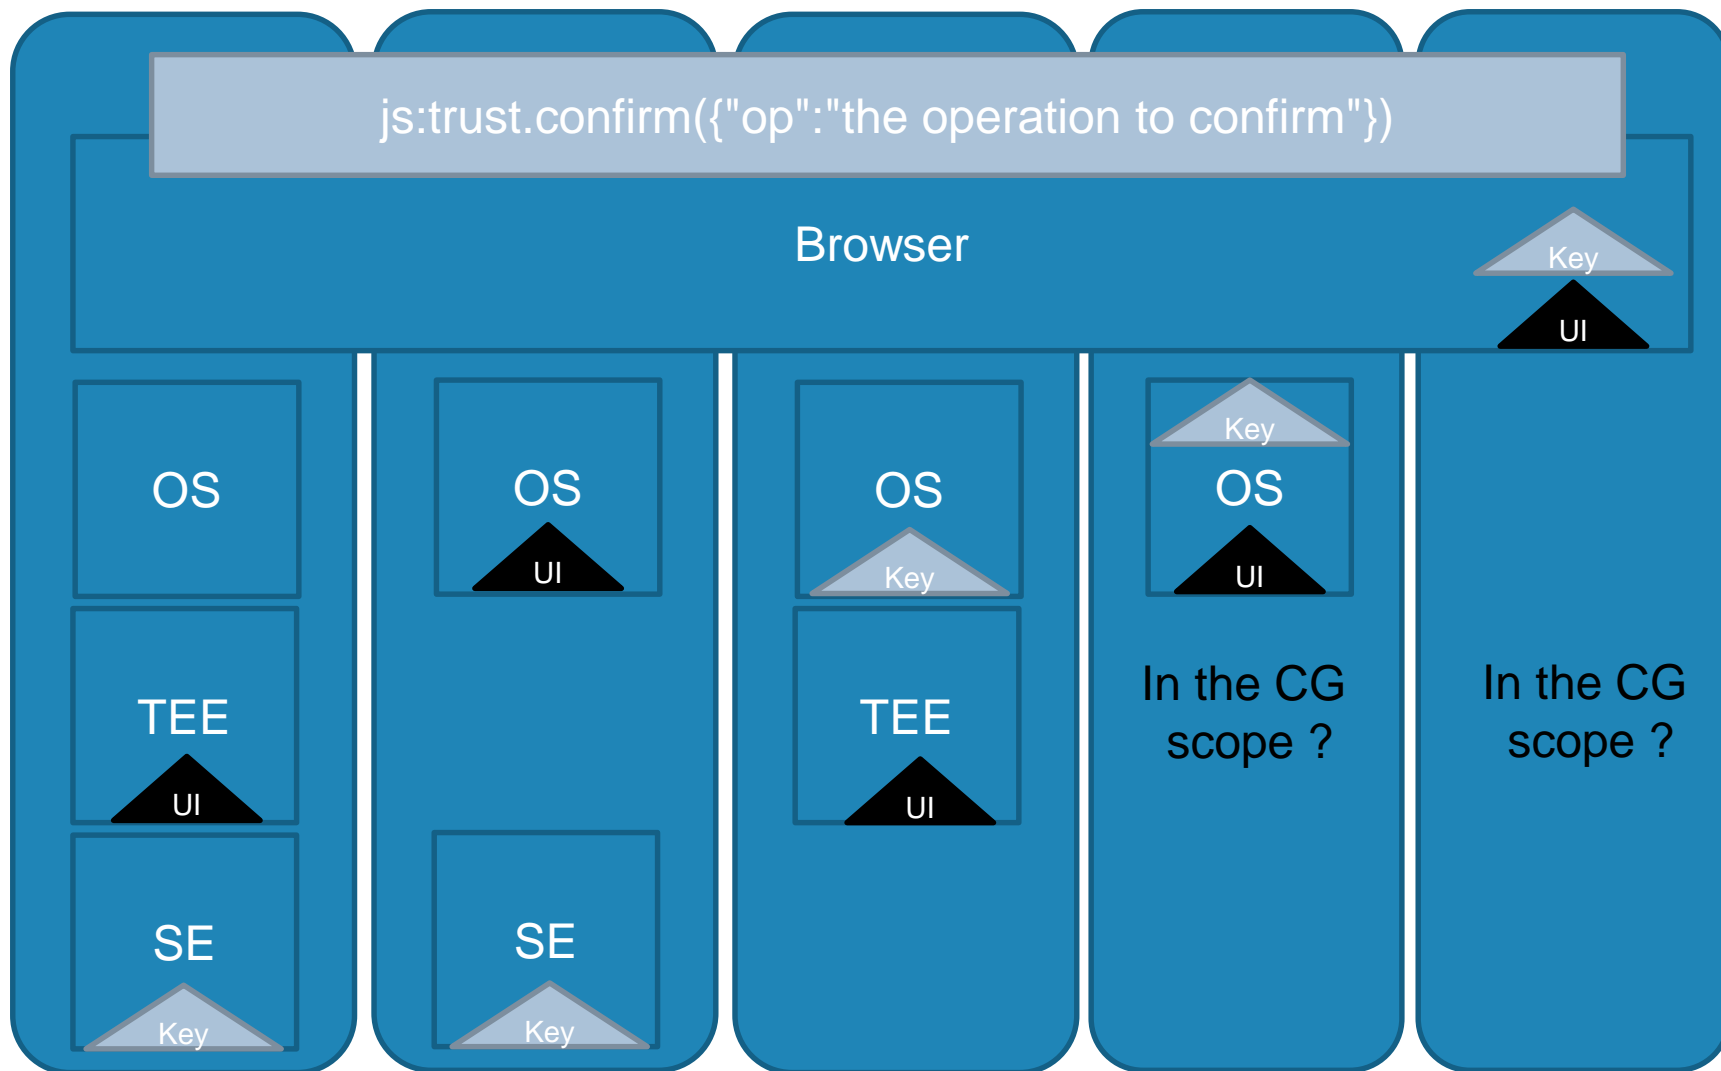 js:trust.confirm({"op":"the operation to confirm"})
Browser
Key
UI
OS
TEE
UI
SE
Key
OS
UI
SE
Key
OS
Key
TEE
UI
Key
OS
UI
In the CG
scope ?
In the CG
scope ?